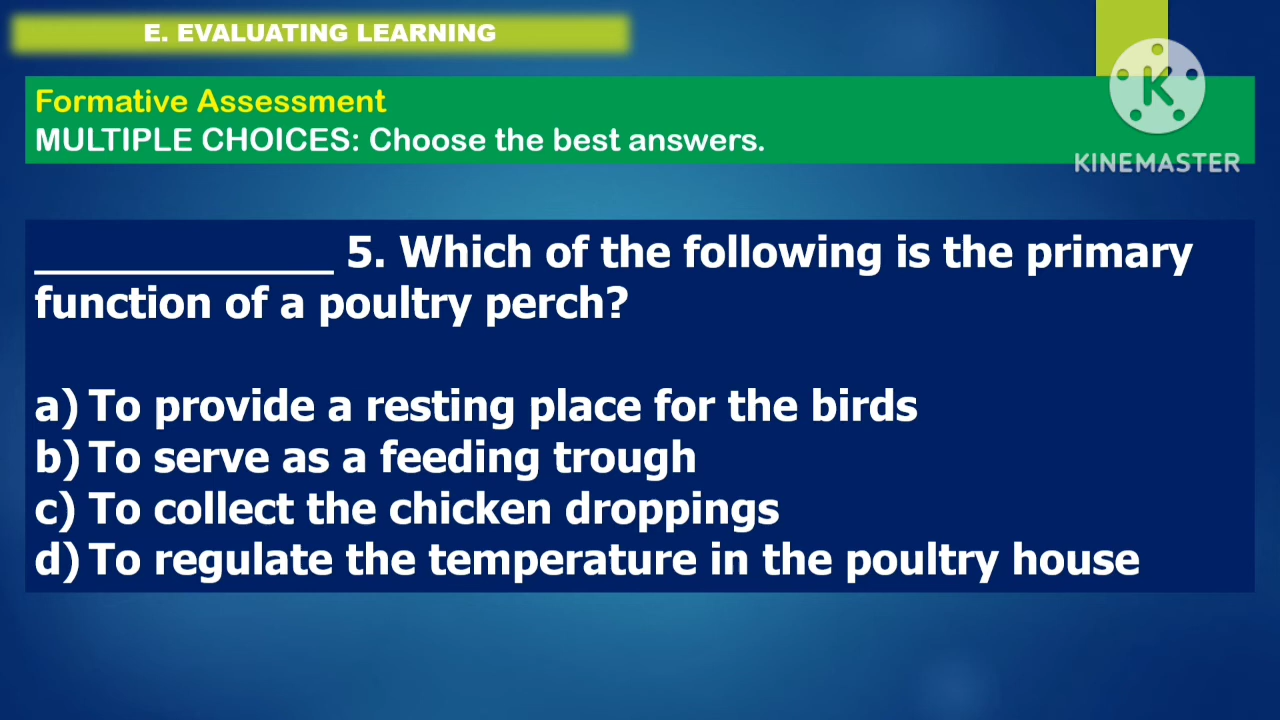 E. EVALUATING LEARNING
Formative Assessment
MULTIPLE CHOICES: Choose the best answers.
K
KINEMASTER
______________ 5. Which of the following is the primary
function of a poultry perch?
a) To provide a resting place for the birds
b) To serve as a feeding trough
c) To collect the chicken droppings
d) To regulate the temperature in the poultry house